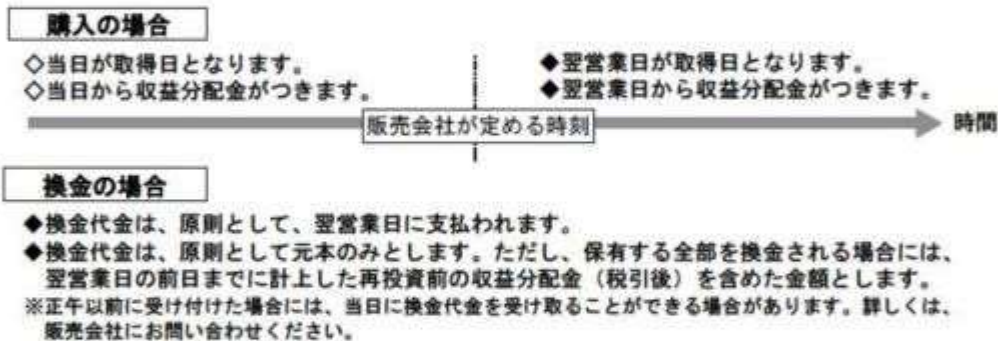 購入の場合
◇当日が取得日となります。
◇当日から収益分配金がつきます。
◆翌営業日が取得日となります。
◆翌営業日から収益分配金がつきます。
販売会社が定める時刻
時間
換金の場合
◆換金代金は、原則として、翌営業日に支払われます。
◆換金代金は、原則として元本のみとします。ただし、保有する全部を換金される場合には、
翌営業日の前日までに計上した再投資前の収益分配金（税引後）を含めた金額とします。
※正午以前に受け付けた場合には、当日に換金代金を受け取ることができる場合があります。詳しくは、
販売会社にお問い合わせください。